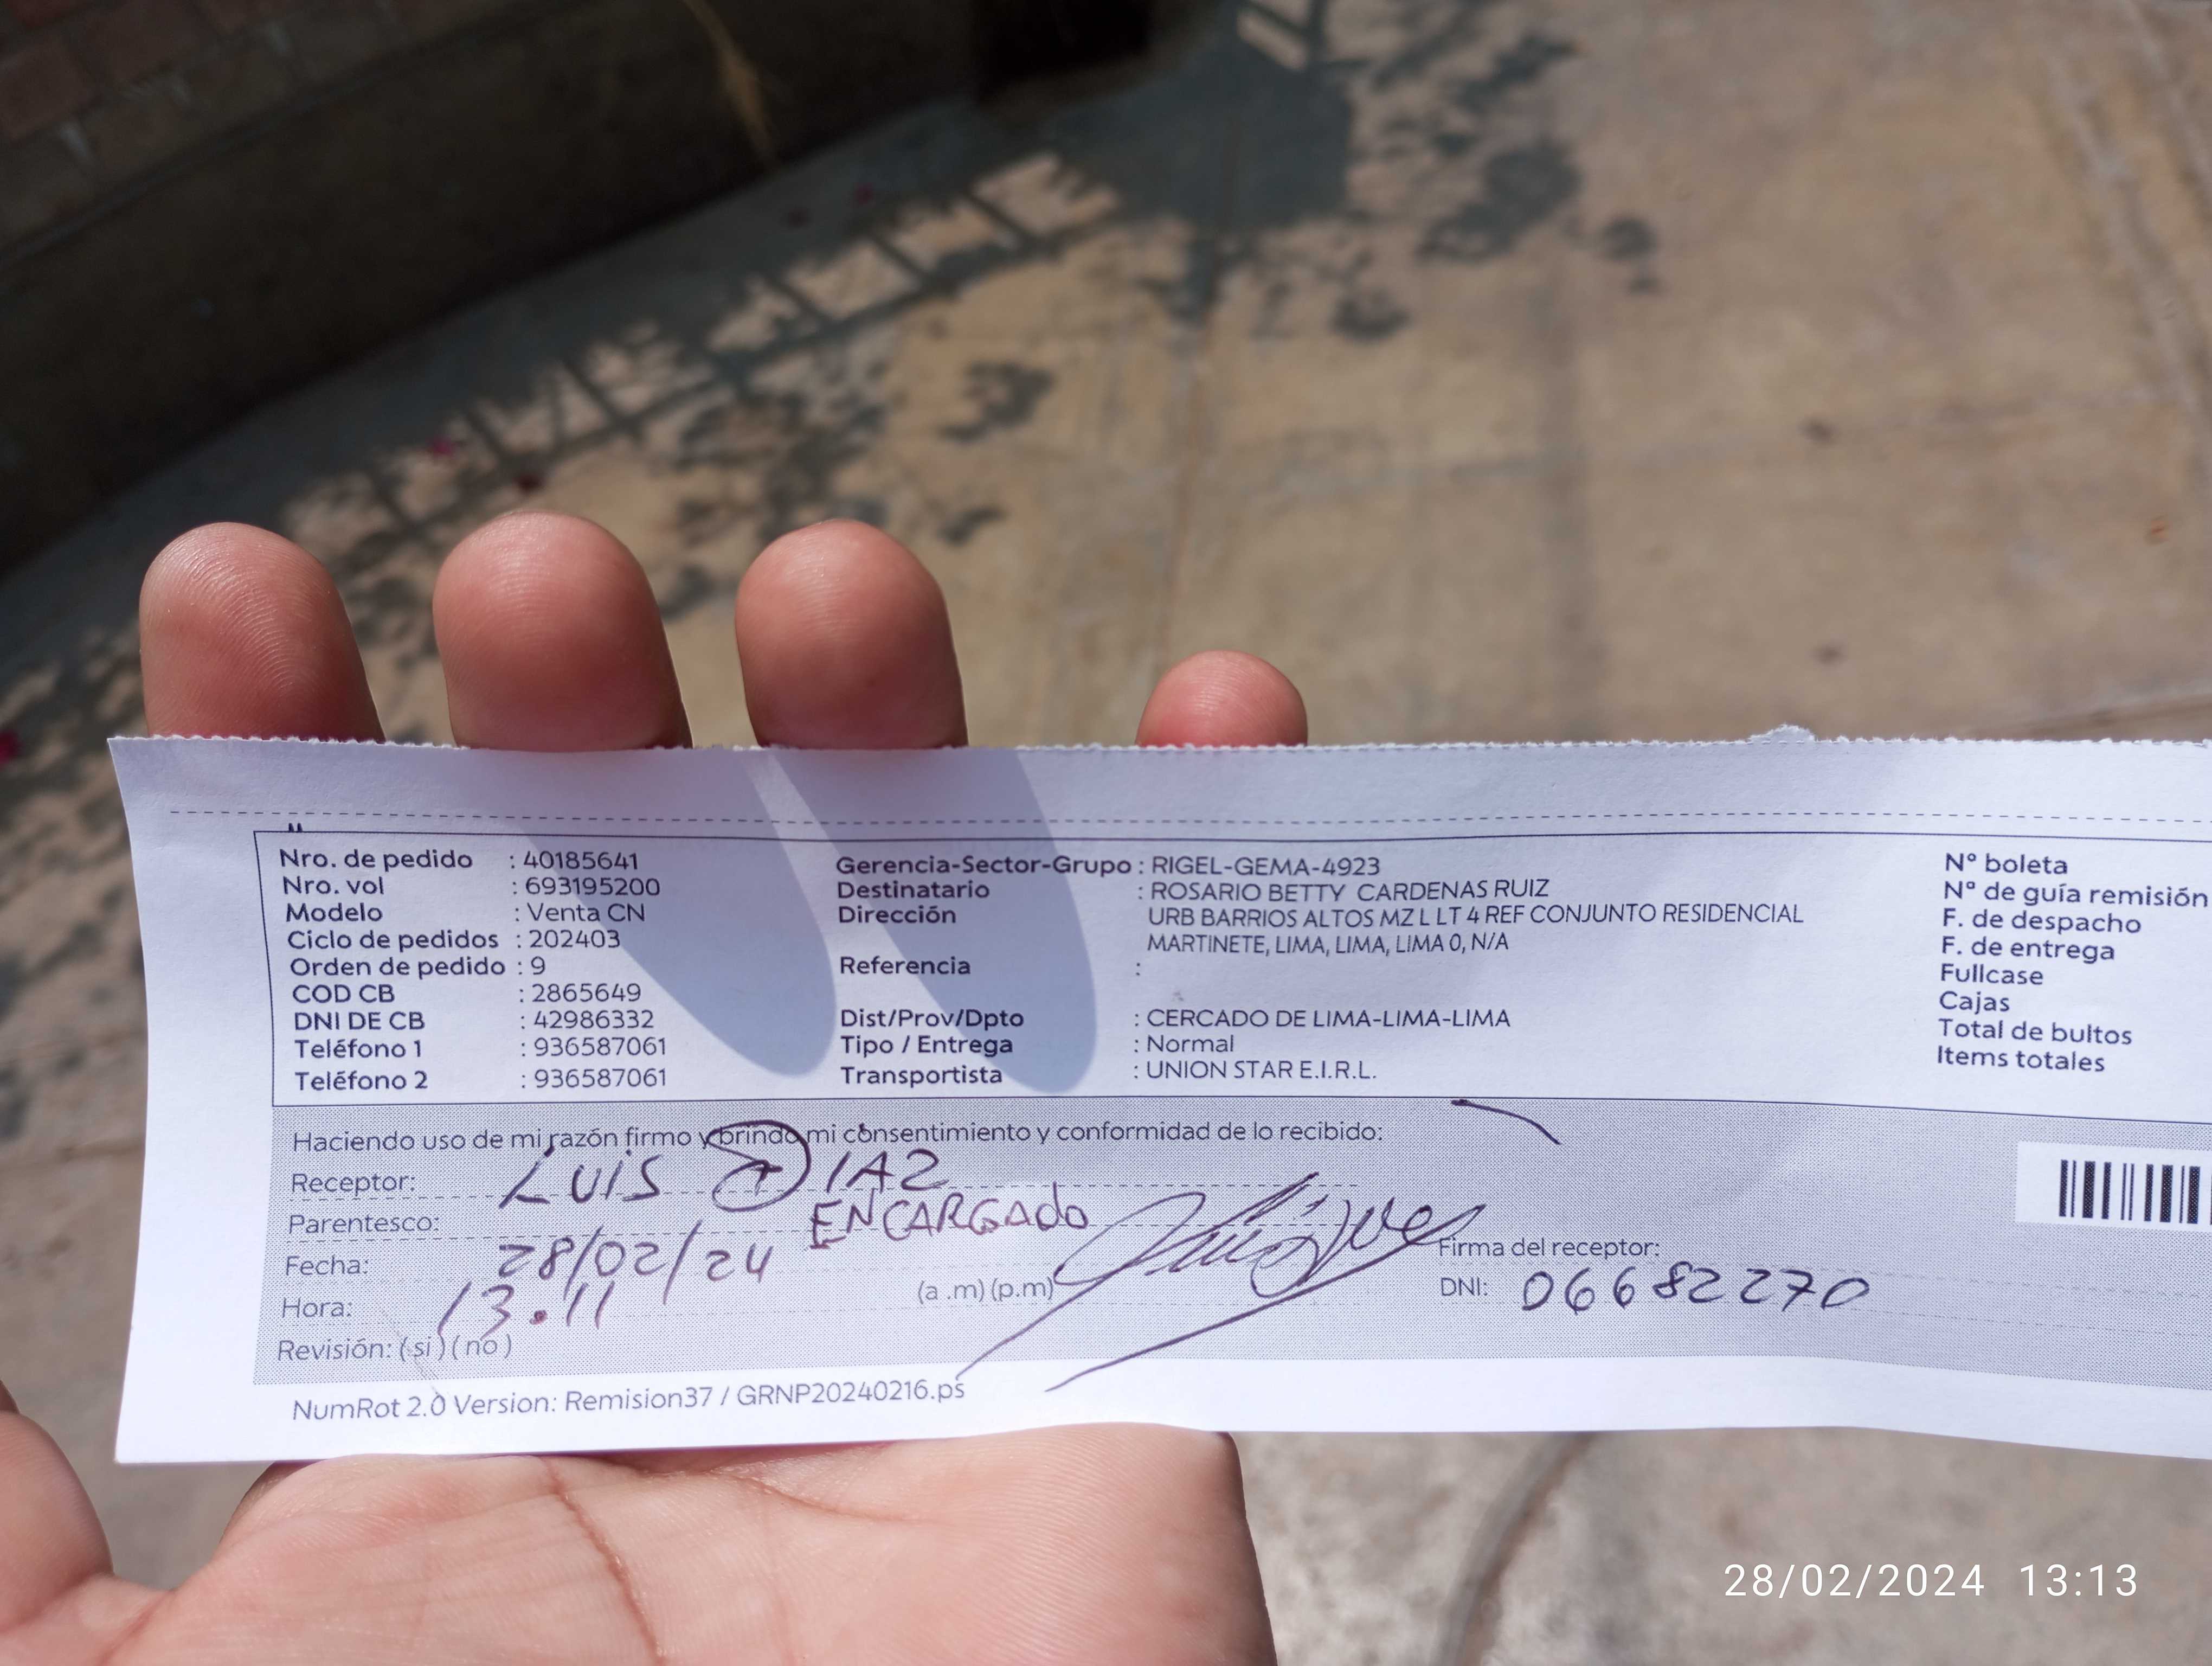 Nro. de pedido : 40185641
Nro. vol : 693195200
Modelo : Venta CN
Ciclo de pedidos : 202403
Orden de pedido : 9
COD CB : 2865649
DNI DE CB : 42986332
Teléfono 1 : 936587061
Teléfono 2 : 936587061
Gerencia-Sector-Grupo : RIGEL-GEMA-4923
Destinatario : ROSARIO BETTY CARDENAS RUIZ
Dirección URB BARRIOS ALTOS MZ L LT 4 REF CONJUNTO RESIDENCIAL
MARTINETE, LIMA, LIMA, LIMA 0, N/A
Referencia :
Dist/Prov/Dpto : CERCADO DE LIMA-LIMA-LIMA
Tipo / Entrega : Normal
Transportista : UNION STAR E.I.R.L.
N° boleta
N° de guía remisión
F. de despacho
F. de entrega
Fullcase
Cajas
Total de bultos
Items totales
Haciendo uso de mi razón firmo y brindo mi consentimiento y conformidad de lo recibido:
Receptor: LUIS DIAZ
Parentesco: ENCARGADO
Fecha: 28/02/24
Hora: 13.11 (a .m) (p.m)
Revisión: ( si ) ( no )
Firma del receptor:
DNI: 06682270
NumRot 2.0 Version: Remision37 / GRNP20240216.ps
28/02/2024 13:13